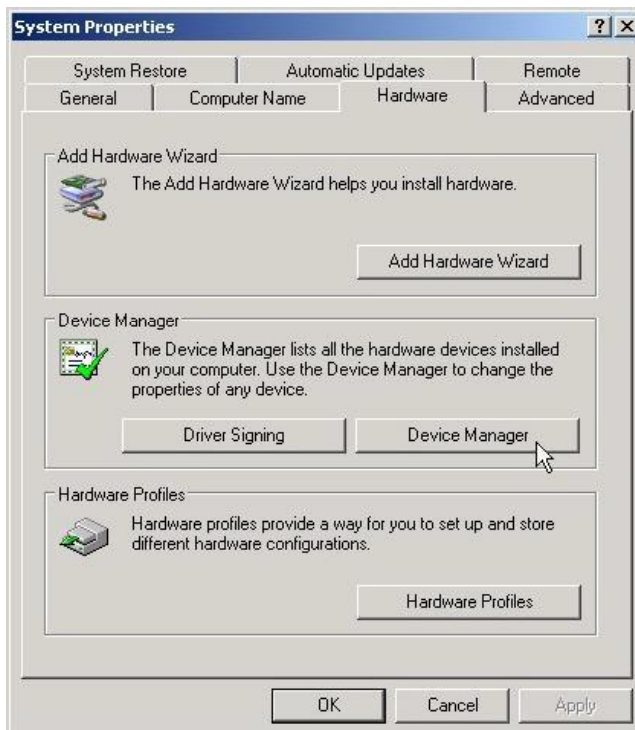 System Properties
System Restore
Automatic Updates
Remote
General
Computer Name
Hardware
Advanced
Add Hardware Wizard
The Add Hardware Wizard helps you install hardware.
Add Hardware Wizard
Device Manager
The Device Manager lists all the hardware devices installed
on your computer. Use the Device Manager to change the
properties of any device.
Driver Signing
Device Manager
Hardware Profiles
Hardware profiles provide a way for you to set up and store
different hardware configurations.
Hardware Profiles
OK
Cancel
Apply